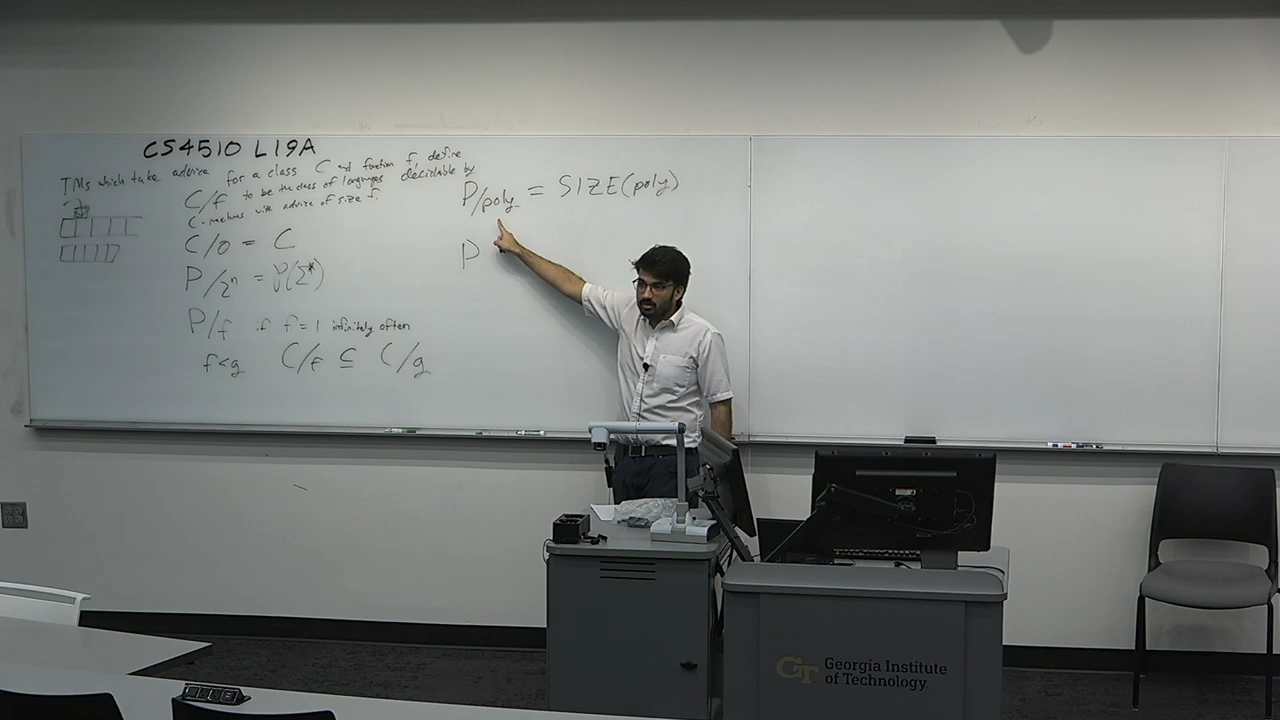 CS4510 L19A
TMs which take advice for a class C and function f, define
C/f to be the class of languages decidable by
C-machines with advice of size f.
C/0 = C
P/2ⁿ = P(Σ*)
P/f if f=1 infinitely often
f<g C/f ⊆ C/g
P/poly = SIZE(poly)
P
GT Georgia Institute
of Technology